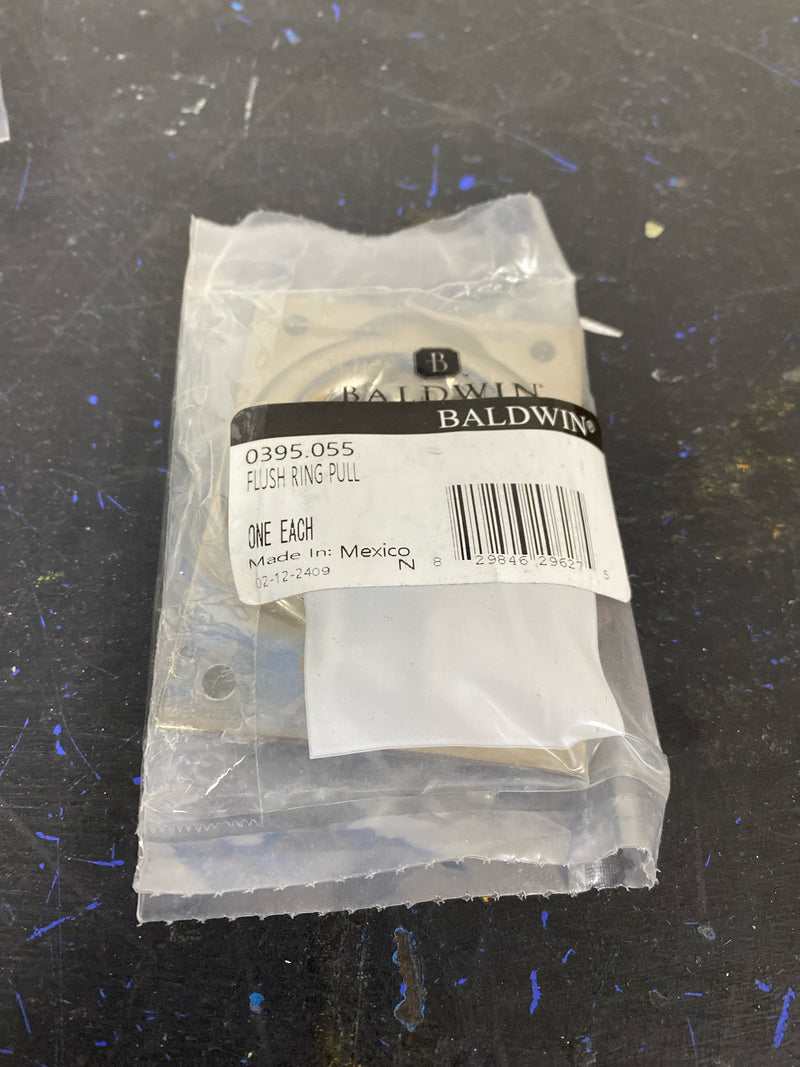 B
BALDWIN
BALDWIN®
0395.055
FLUSH RING PULL
ONE EACH
Made In: Mexico
N
02-12-2409
8 29846 29627 5